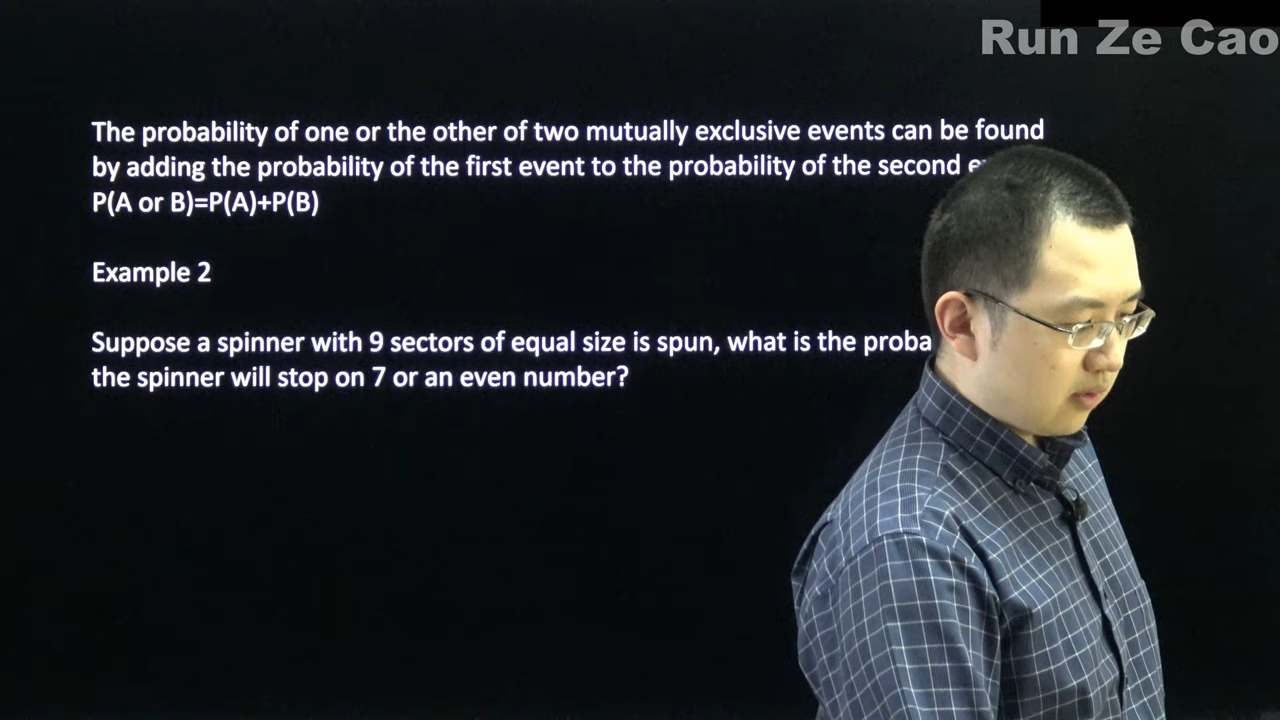 Run Ze Cao
The probability of one or the other of two mutually exclusive events can be found
by adding the probability of the first event to the probability of the second
P(A or B)=P(A)+P(B)
Example 2
Suppose a spinner with 9 sectors of equal size is spun, what is the
the spinner will stop on 7 or an even number?